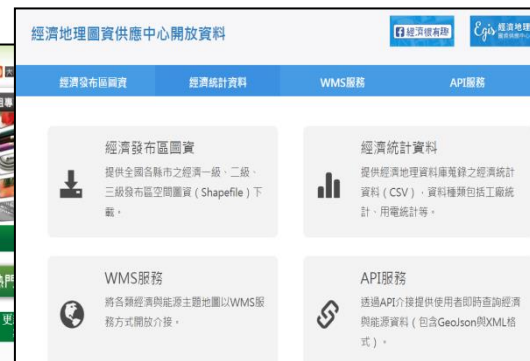 經濟地理圖資供應中心開放資料
經濟很有趣
Egis 經濟地理
經濟發布區圖資
經濟統計資料
WMS服務
API服務
經濟發布區圖資
提供全國各縣市之經濟一級、二級、
三級發布區空間圖資（Shapefile）下
載。
經濟統計資料
提供經濟地理資料庫蒐錄之經濟統計
資料（CSV），資料種類包括工廠統
計、用電統計等。
WMS服務
將各類經濟與能源主題地圖以WMS服
務方式開放介接。
API服務
透過API介接提供使用者即時查詢經濟
與能源資料（包含GeoJson與XML格
式）。